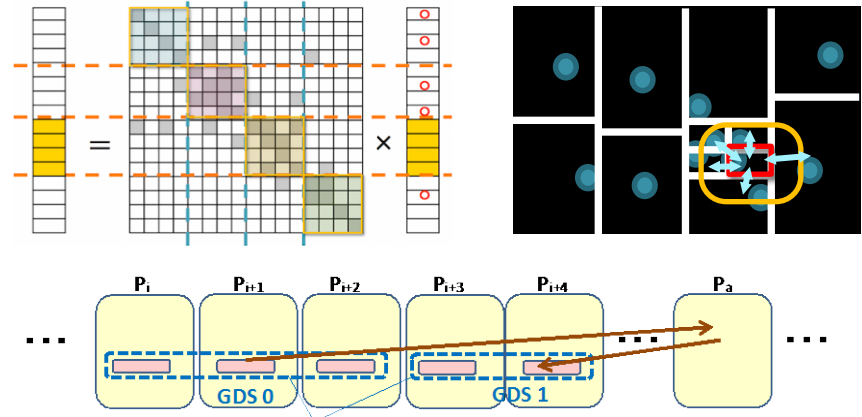 =
×
Pi
Pi+1
Pi+2
Pi+3
Pi+4
Pa
...
...
...
GDS 0
GDS 1